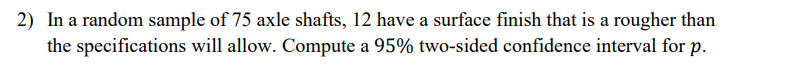 2) In a random sample of 75 axle shafts, 12 have a surface finish that is a rougher than
the specifications will allow. Compute a 95% two-sided confidence interval for p.